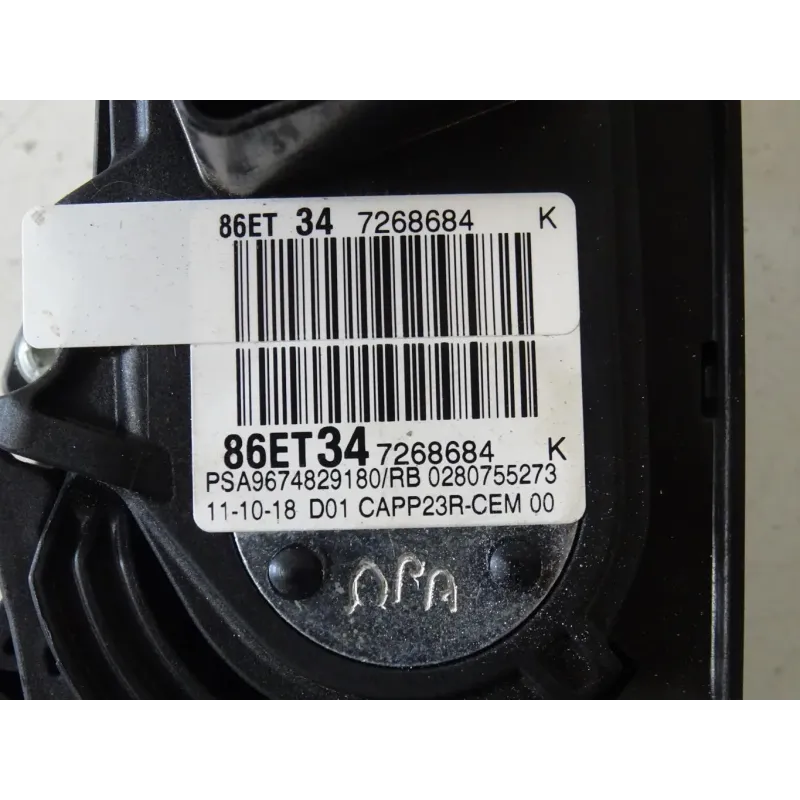 86ET 34 7268684 K
86ET34 7268684 K
PSA9674829180/RB 0280755273
11-10-18 D01 CAPP23R-CEM 00